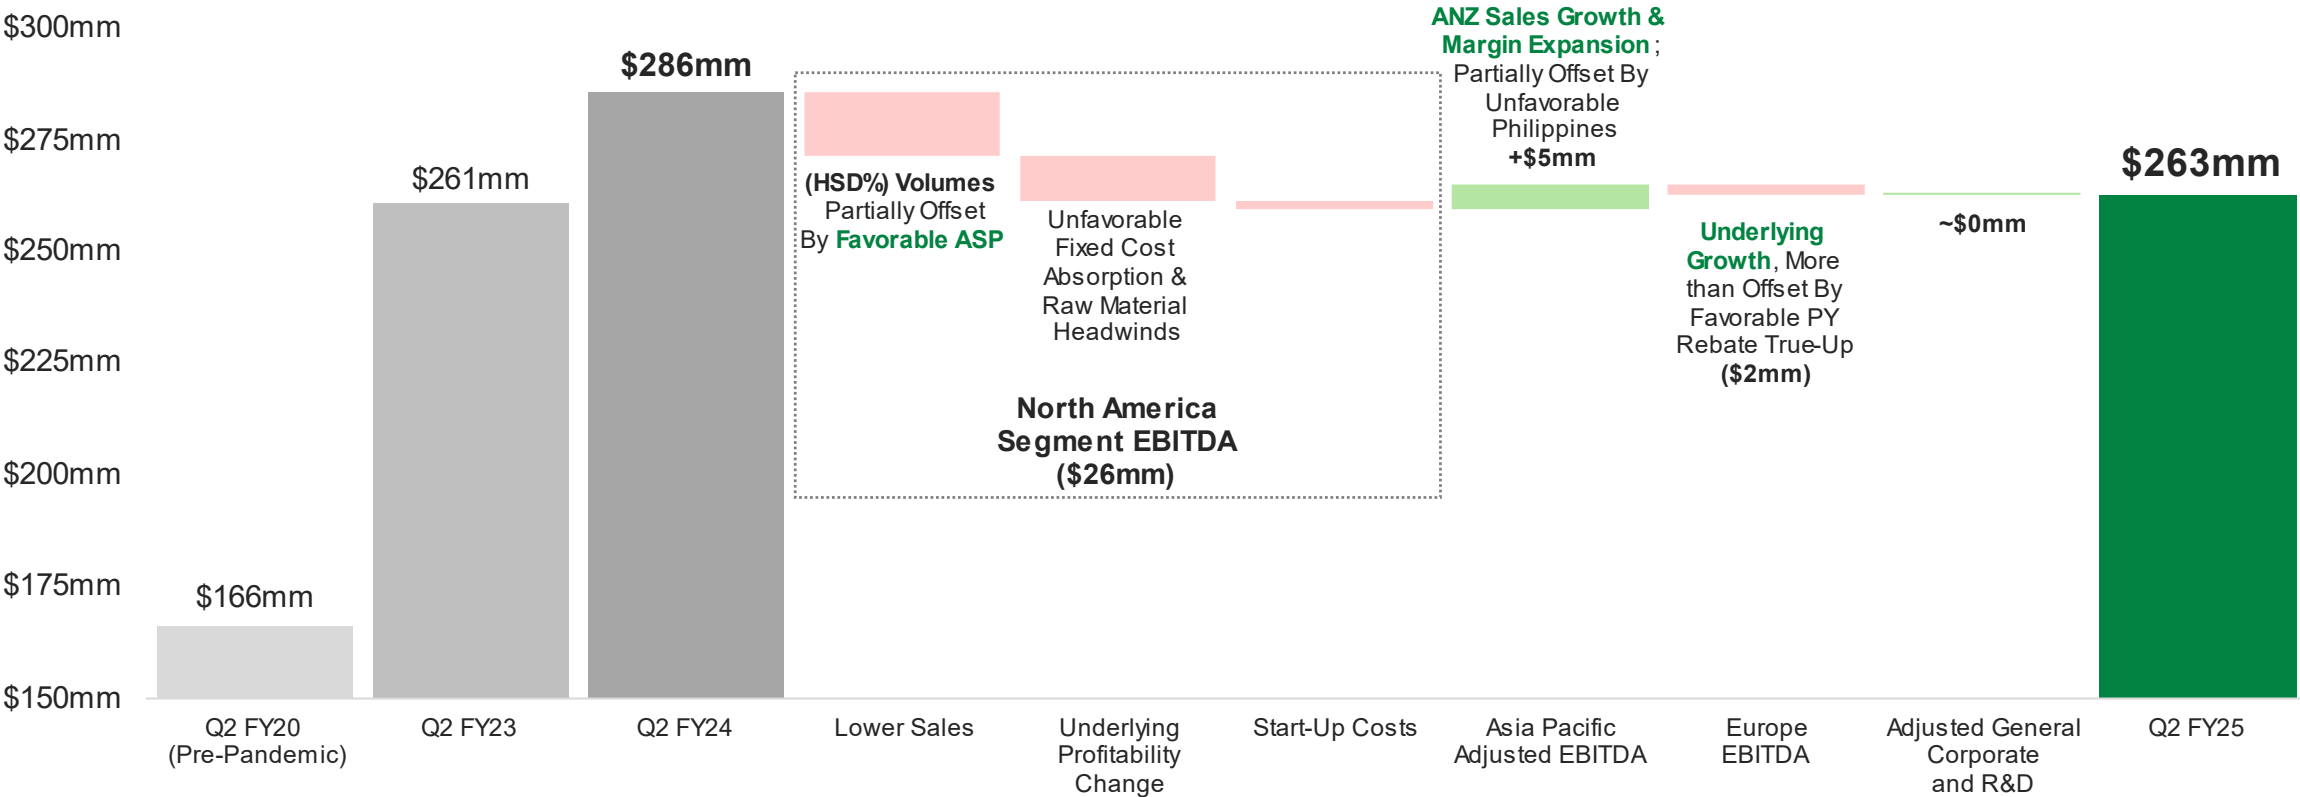 $300mm
$275mm
$250mm
$225mm
$200mm
$175mm
$150mm
$166mm
$261mm
$286mm
(HSD%) Volumes
Partially Offset
By Favorable ASP
Unfavorable
Fixed Cost
Absorption &
Raw Material
Headwinds
North America
Segment EBITDA
($26mm)
ANZ Sales Growth &
Margin Expansion;
Partially Offset By
Unfavorable
Philippines
+$5mm
Underlying
Growth, More
than Offset By
Favorable PY
Rebate True-Up
($2mm)
~$0mm
$263mm
Q2 FY20
(Pre-Pandemic)
Q2 FY23
Q2 FY24
Lower Sales
Underlying
Profitability
Change
Start-Up Costs
Asia Pacific
Adjusted EBITDA
Europe
EBITDA
Adjusted General
Corporate
and R&D
Q2 FY25